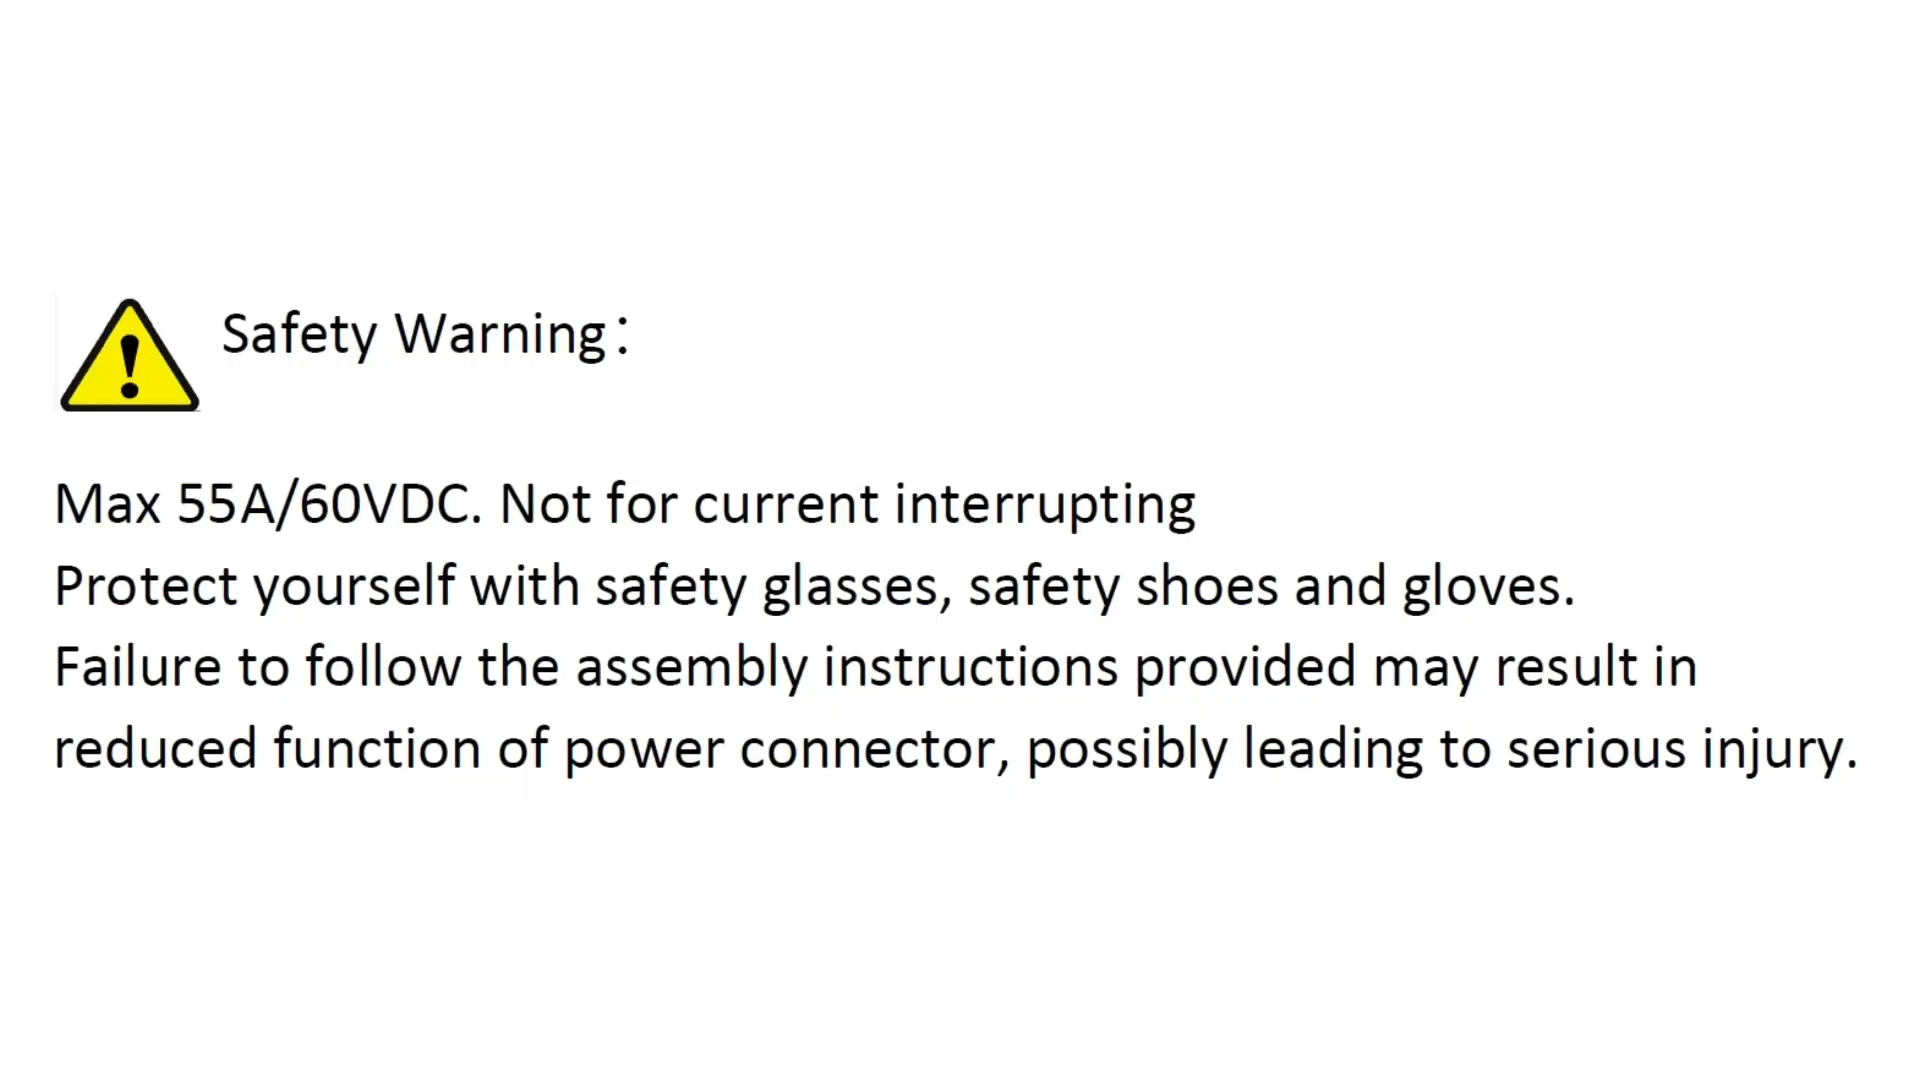 Safety Warning:
Max 55A/60VDC. Not for current interrupting
Protect yourself with safety glasses, safety shoes and gloves.
Failure to follow the assembly instructions provided may result in
reduced function of power connector, possibly leading to serious injury.